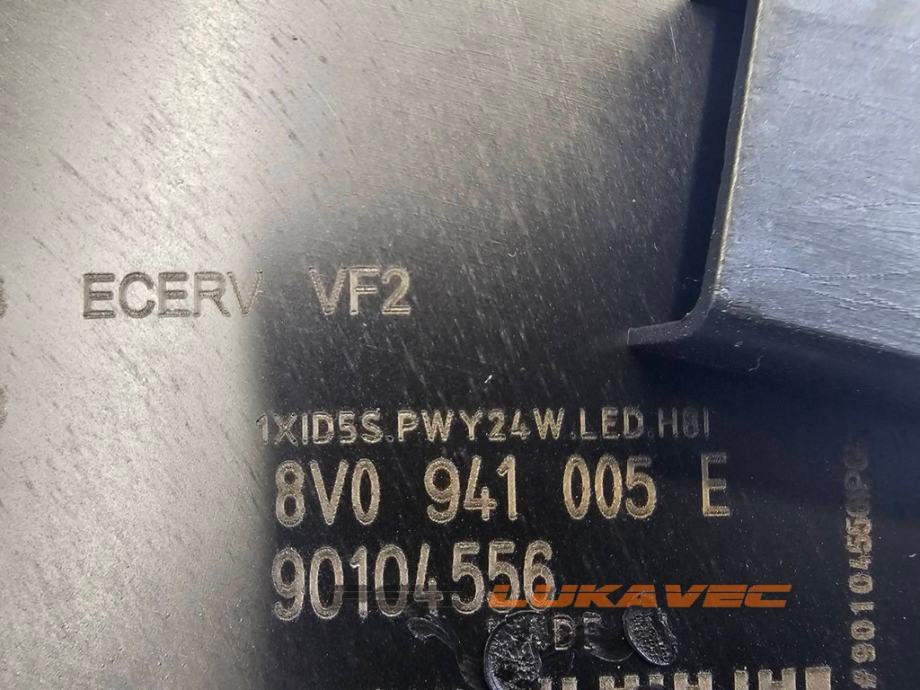 ECERV VF2
1XID5S.PWY24W.LED.H8I
8V0 941 005 E
90104556
LUKAVEC